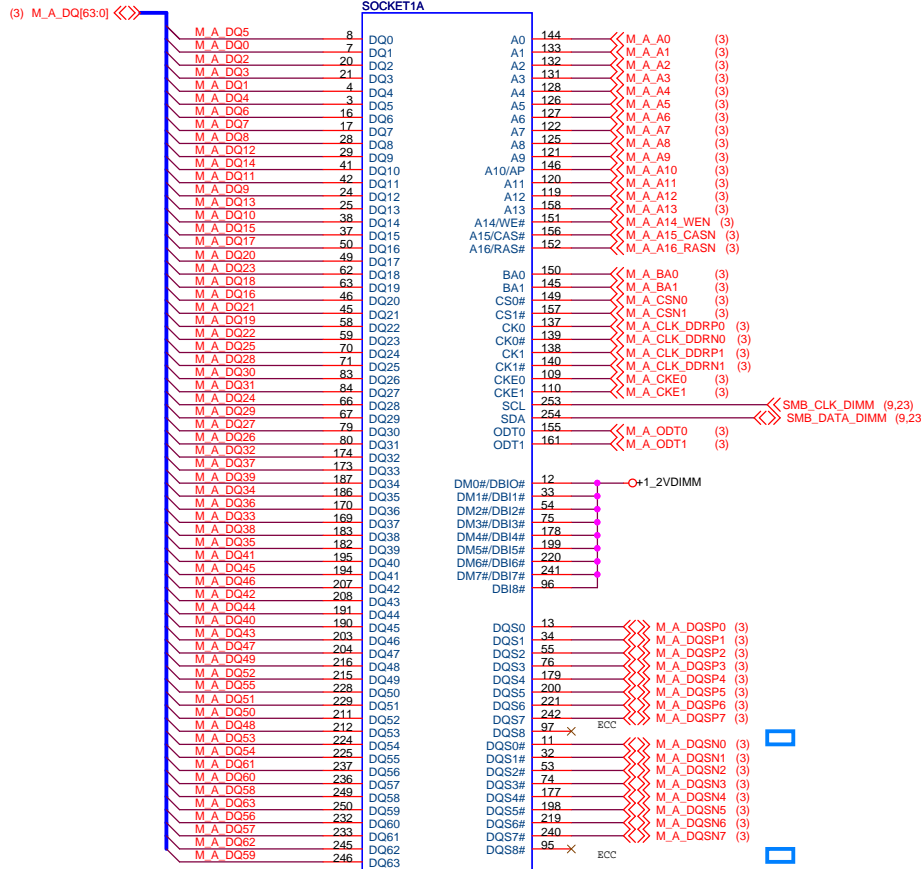 SOCKET1A
(3) M_A_DQ[63:0]
M_A_DQ5 8 DQ0 A0 144 M_A_A0 (3)
M_A_DQ0 7 DQ1 A1 133 M_A_A1 (3)
M_A_DQ2 20 DQ2 A2 132 M_A_A2 (3)
M_A_DQ3 21 DQ3 A3 131 M_A_A3 (3)
M_A_DQ1 4 DQ4 A4 128 M_A_A4 (3)
M_A_DQ4 3 DQ5 A5 126 M_A_A5 (3)
M_A_DQ6 16 DQ6 A6 127 M_A_A6 (3)
M_A_DQ7 17 DQ7 A7 122 M_A_A7 (3)
M_A_DQ8 28 DQ8 A8 125 M_A_A8 (3)
M_A_DQ12 29 DQ9 A9 121 M_A_A9 (3)
M_A_DQ14 41 DQ10 A10/AP 146 M_A_A10 (3)
M_A_DQ11 42 DQ11 A11 120 M_A_A11 (3)
M_A_DQ9 24 DQ12 A12 119 M_A_A12 (3)
M_A_DQ13 25 DQ13 A13 158 M_A_A13 (3)
M_A_DQ10 38 DQ14 A14/WE# 151 M_A_A14_WEN (3)
M_A_DQ15 37 DQ15 A15/CAS# 156 M_A_A15_CASN (3)
M_A_DQ17 50 DQ16 A16/RAS# 152 M_A_A16_RASN (3)
M_A_DQ20 49 DQ17
M_A_DQ23 62 DQ18 BA0 150 M_A_BA0 (3)
M_A_DQ18 63 DQ19 BA1 145 M_A_BA1 (3)
M_A_DQ16 46 DQ20 CS0# 149 M_A_CSN0 (3)
M_A_DQ21 45 DQ21 CS1# 157 M_A_CSN1 (3)
M_A_DQ19 58 DQ22 CK0 137 M_A_CLK_DDRP0 (3)
M_A_DQ22 59 DQ23 CK0# 139 M_A_CLK_DDRN0 (3)
M_A_DQ25 70 DQ24 CK1 138 M_A_CLK_DDRP1 (3)
M_A_DQ28 71 DQ25 CK1# 140 M_A_CLK_DDRN1 (3)
M_A_DQ30 83 DQ26 CKE0 109 M_A_CKE0 (3)
M_A_DQ31 84 DQ27 CKE1 110 M_A_CKE1 (3)
M_A_DQ24 66 DQ28 SCL 253 SMB_CLK_DIMM (9,23)
M_A_DQ29 67 DQ29 SDA 254 SMB_DATA_DIMM (9,23
M_A_DQ27 79 DQ30 ODT0 155 M_A_ODT0 (3)
M_A_DQ26 80 DQ31 ODT1 161 M_A_ODT1 (3)
M_A_DQ32 174 DQ32
M_A_DQ37 173 DQ33
M_A_DQ39 187 DQ34 DM0#/DBIO# 12 +1_2VDIMM
M_A_DQ34 186 DQ35 DM1#/DBI1# 33
M_A_DQ36 170 DQ36 DM2#/DBI2# 54
M_A_DQ33 169 DQ37 DM3#/DBI3# 75
M_A_DQ38 183 DQ38 DM4#/DBI4# 178
M_A_DQ35 182 DQ39 DM5#/DBI5# 199
M_A_DQ41 195 DQ40 DM6#/DBI6# 220
M_A_DQ45 194 DQ41 DM7#/DBI7# 241
M_A_DQ46 207 DQ42 DBI8# 96
M_A_DQ42 208 DQ43
M_A_DQ44 191 DQ44
M_A_DQ40 190 DQ45 DQS0 13 M_A_DQSP0 (3)
M_A_DQ43 203 DQ46 DQS1 34 M_A_DQSP1 (3)
M_A_DQ47 204 DQ47 DQS2 55 M_A_DQSP2 (3)
M_A_DQ49 216 DQ48 DQS3 76 M_A_DQSP3 (3)
M_A_DQ52 215 DQ49 DQS4 179 M_A_DQSP4 (3)
M_A_DQ55 228 DQ50 DQS5 200 M_A_DQSP5 (3)
M_A_DQ51 229 DQ51 DQS6 221 M_A_DQSP6 (3)
M_A_DQ50 211 DQ52 DQS7 242 M_A_DQSP7 (3)
M_A_DQ48 212 DQ53 DQS8 97 ECC
M_A_DQ53 224 DQ54 DQS0# 11 M_A_DQSN0 (3)
M_A_DQ54 225 DQ55 DQS1# 32 M_A_DQSN1 (3)
M_A_DQ61 237 DQ56 DQS2# 53 M_A_DQSN2 (3)
M_A_DQ60 236 DQ57 DQS3# 74 M_A_DQSN3 (3)
M_A_DQ58 249 DQ58 DQS4# 177 M_A_DQSN4 (3)
M_A_DQ63 250 DQ59 DQS5# 198 M_A_DQSN5 (3)
M_A_DQ56 232 DQ60 DQS6# 219 M_A_DQSN6 (3)
M_A_DQ57 233 DQ61 DQS7# 240 M_A_DQSN7 (3)
M_A_DQ62 245 DQ62 DQS8# 95 ECC
M_A_DQ59 246 DQ63